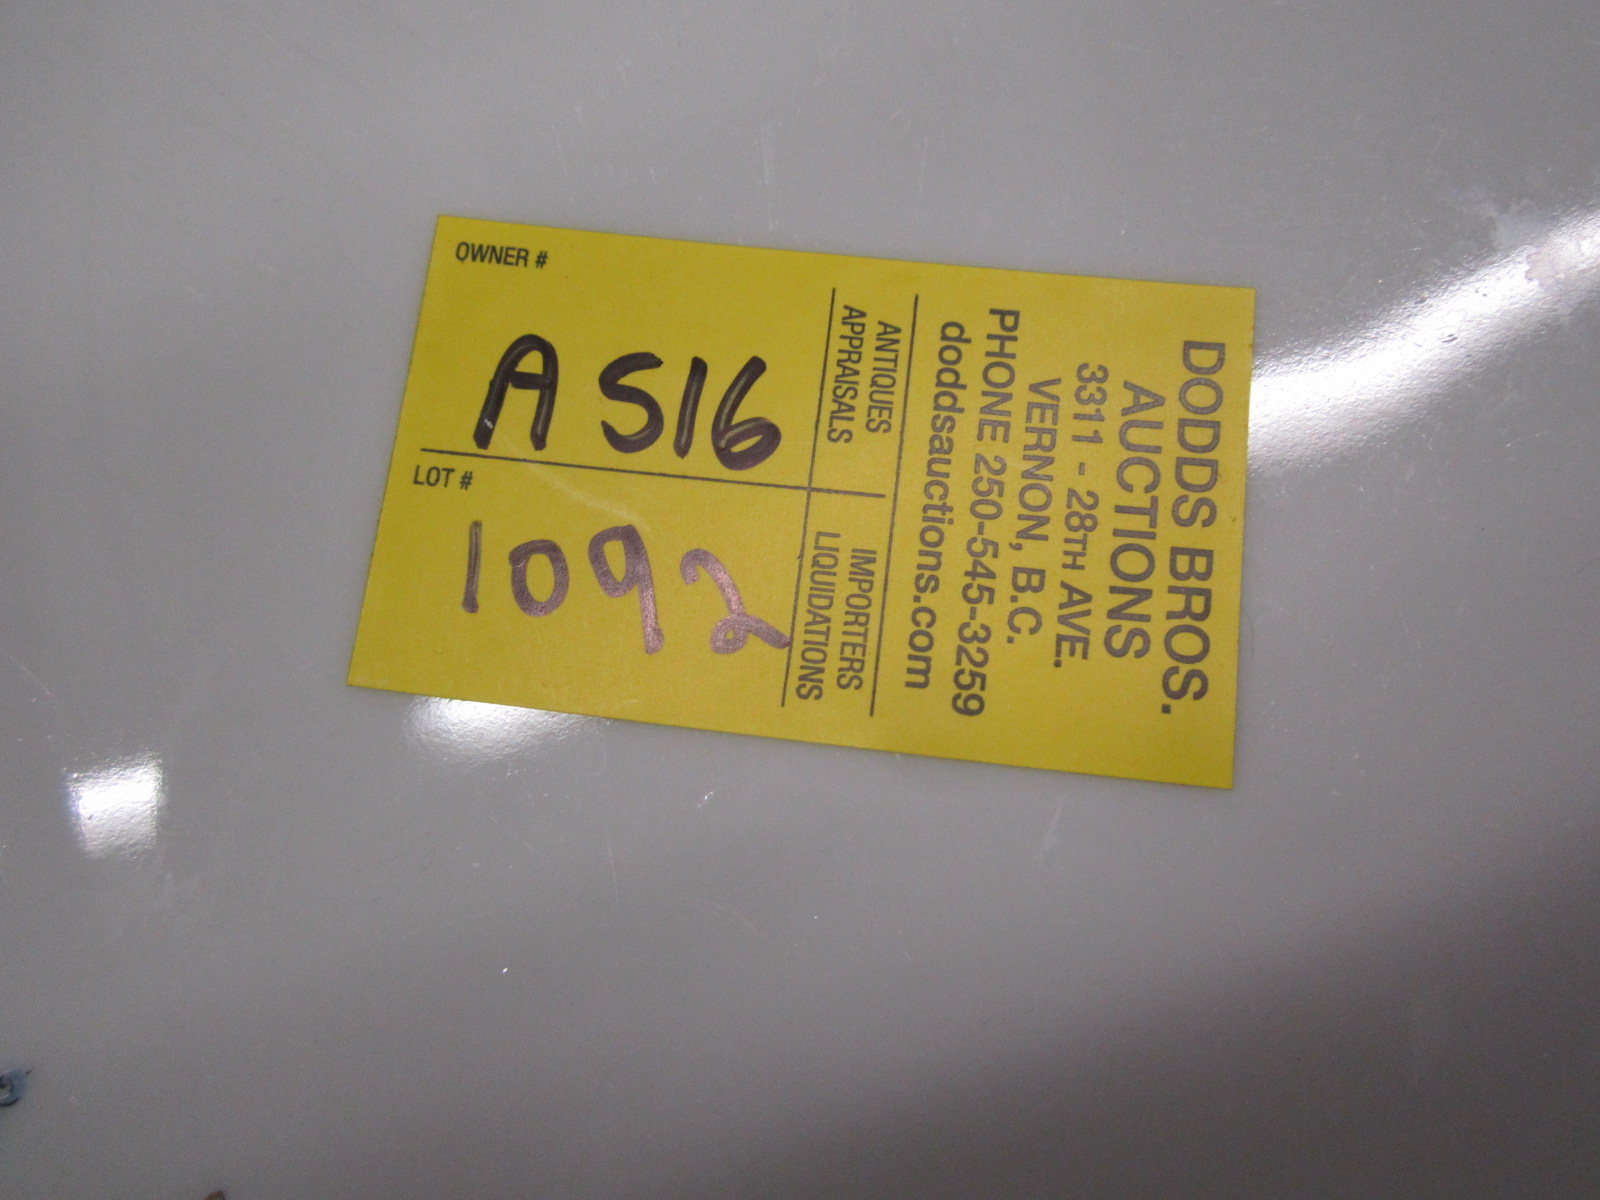 OWNER #
A 516
LOT #
1092
ANTIQUES
APPRAISALS
IMPORTERS
LIQUIDATIONS
DODDS BROS.
AUCTIONS
3311 - 28TH AVE.
VERNON, B.C.
PHONE 250-545-3259
doddsauctions.com